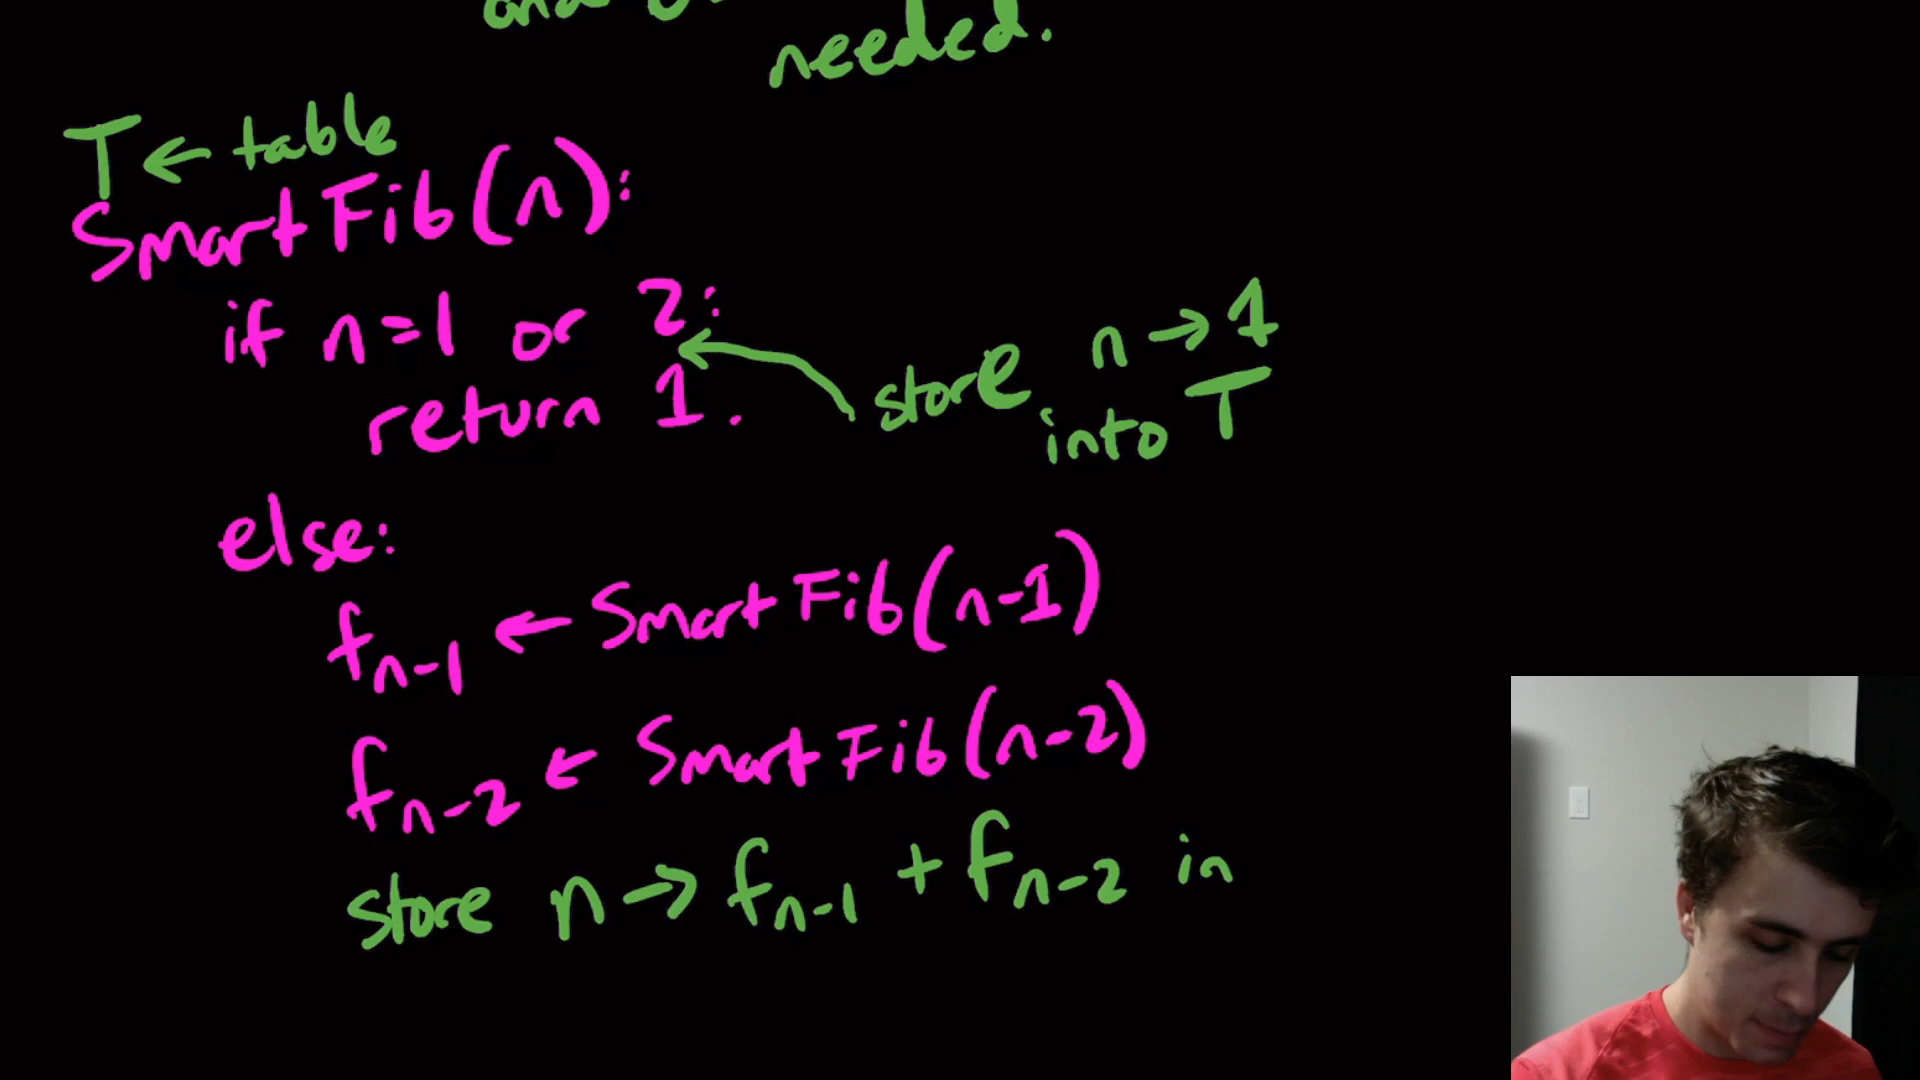 needed.
T ← table
SmartFib(n):
if n=1 or 2:
return 1.
store n → 1
into T
else:
fn-1 ← SmartFib(n-1)
fn-2 ← SmartFib(n-2)
store n → fn-1 + fn-2 in